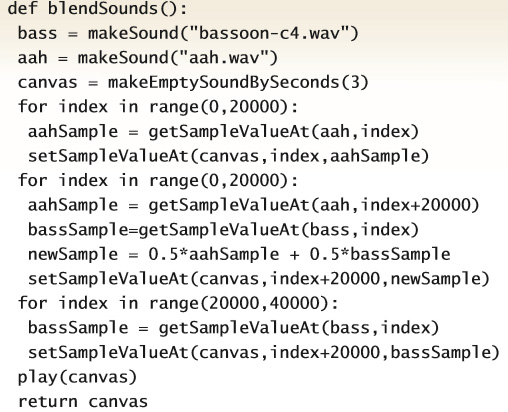 def blendSounds():
 bass = makeSound("bassoon-c4.wav")
 aah = makeSound("aah.wav")
 canvas = makeEmptySoundBySeconds(3)
 for index in range(0,20000):
  aahSample = getSampleValueAt(aah,index)
  setSampleValueAt(canvas,index,aahSample)
 for index in range(0,20000):
  aahSample = getSampleValueAt(aah,index+20000)
  bassSample=getSampleValueAt(bass,index)
  newSample = 0.5*aahSample + 0.5*bassSample
  setSampleValueAt(canvas,index+20000,newSample)
 for index in range(20000,40000):
  bassSample = getSampleValueAt(bass,index)
  setSampleValueAt(canvas,index+20000,bassSample)
 play(canvas)
 return canvas